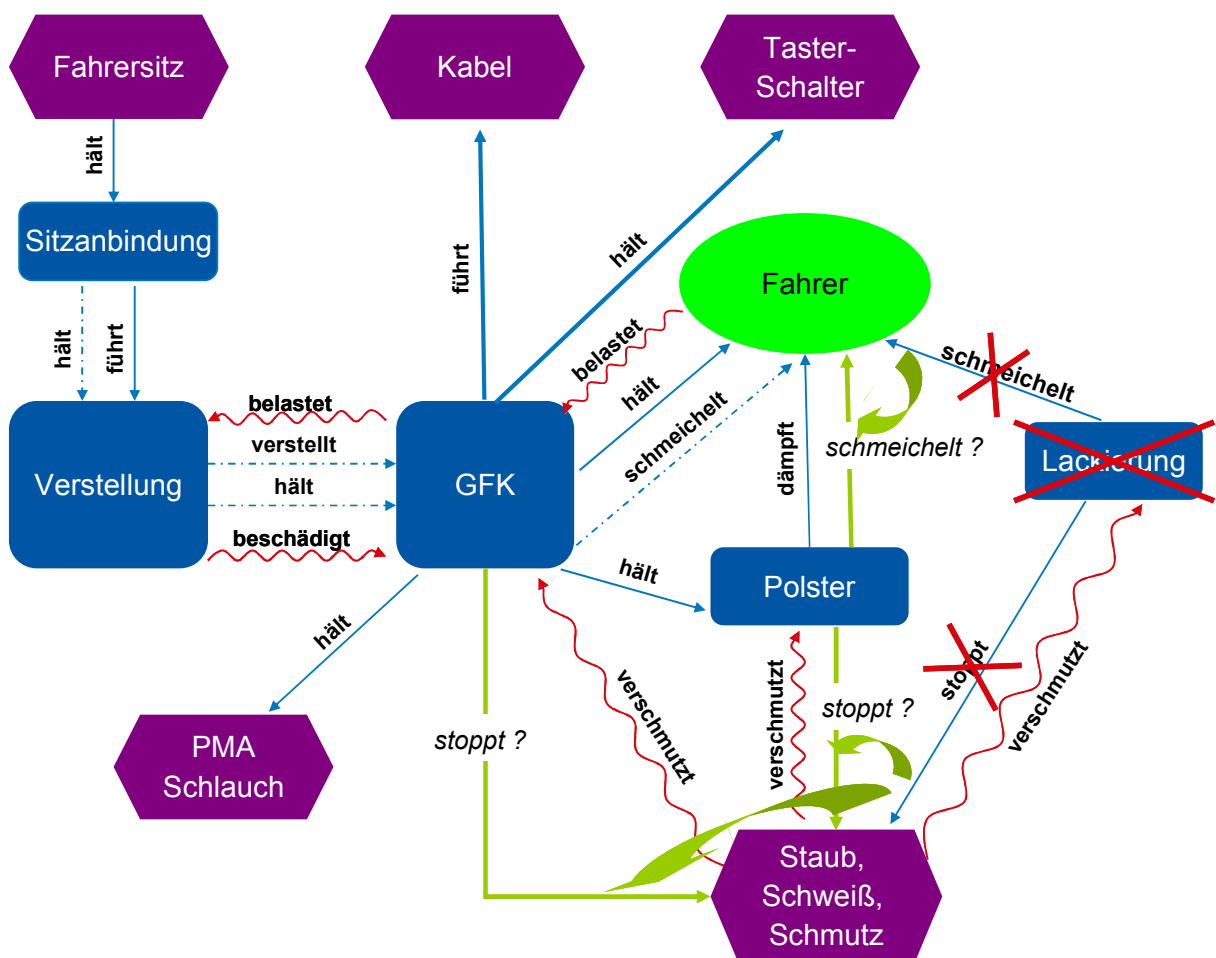 Fahrersitz
Kabel
Taster-
Schalter
hält
Sitzanbindung
führt
hält
Fahrer
hält
führt
belastet
hält
schmeichelt
schmeichelt
belastet
verstellt
hält
beschädigt
Verstellung
GFK
dämpft
schmeichelt ?
Lackierung
hält
Polster
hält
verschmutzt
verschmutzt
stoppt ?
stoppt
verschmutzt
stoppt ?
PMA
Schlauch
Staub,
Schweiß,
Schmutz